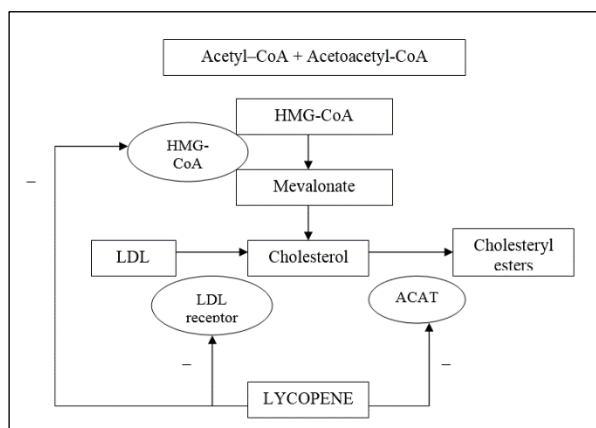 Acetyl–CoA + Acetoacetyl-CoA
HMG-CoA
HMG-
CoA
–
Mevalonate
LDL
Cholesterol
Cholesteryl
esters
LDL
receptor
ACAT
–
–
LYCOPENE